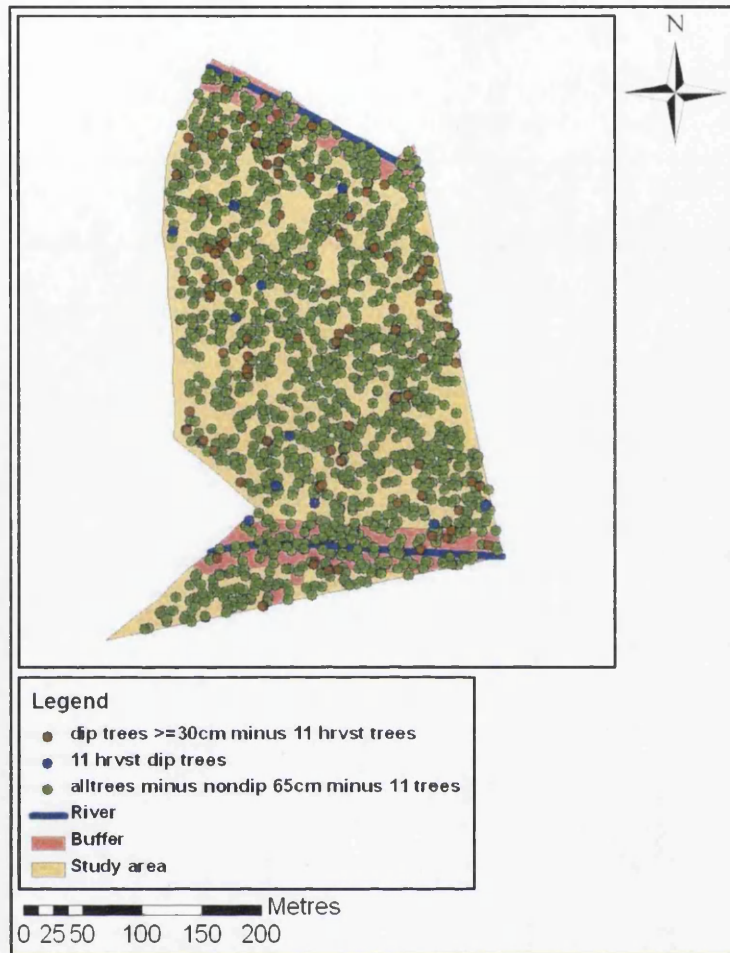 N
Legend
dip trees >=30cm minus 11 hrvst trees
11 hrvst dip trees
alltrees minus nondip 65cm minus 11 trees
River
Buffer
Study area
Metres
0 25 50 100 150 200